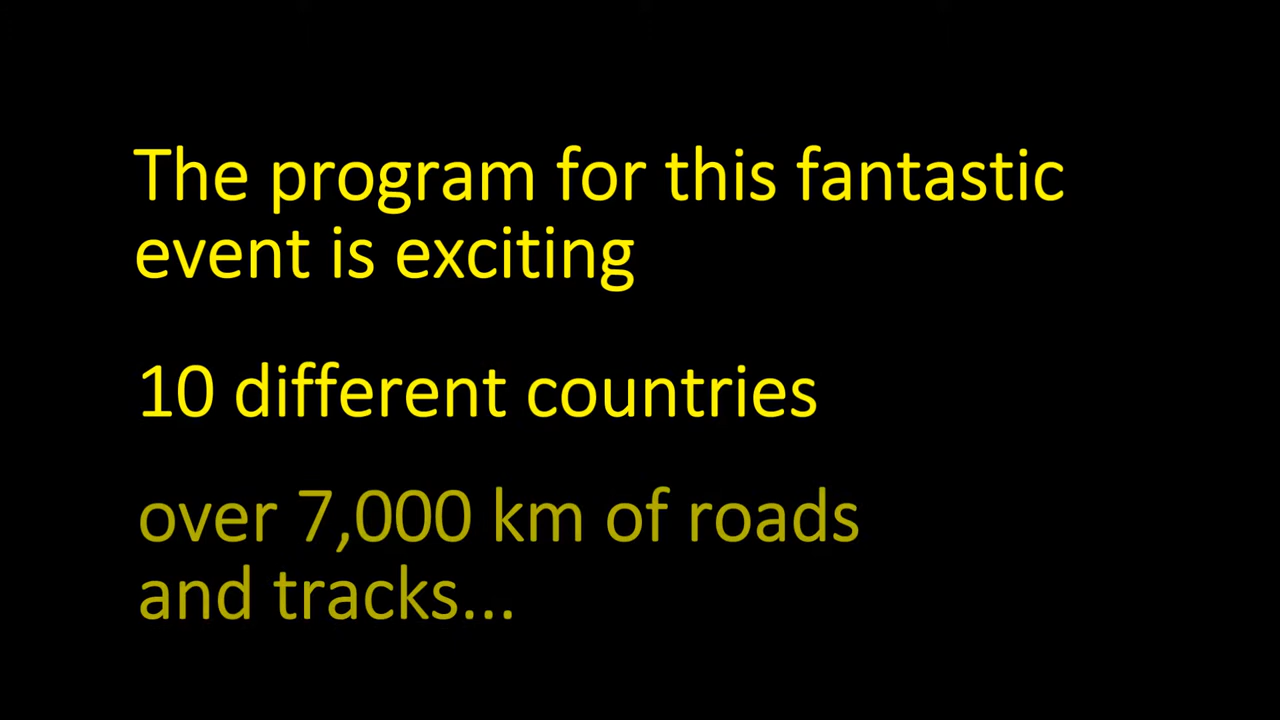 The program for this fantastic
event is exciting
10 different countries
over 7,000 km of roads
and tracks...